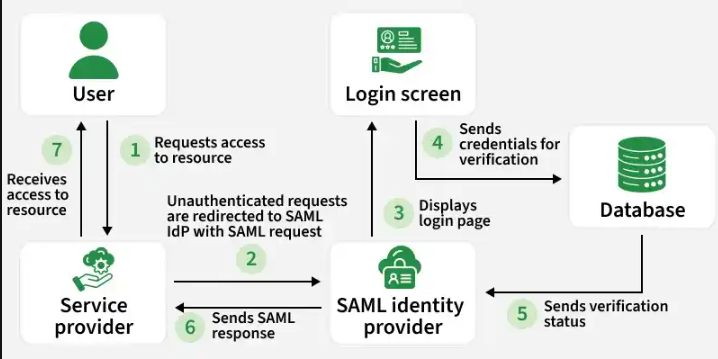 User
Login screen
7
1
Requests access
to resource
4
Sends
credentials for
verification
Receives
access to
resource
Unauthenticated requests
are redirected to SAML
IdP with SAML request
3
Displays
login page
Database
2
Service
provider
SAML identity
provider
6
Sends SAML
response
5
Sends verification
status